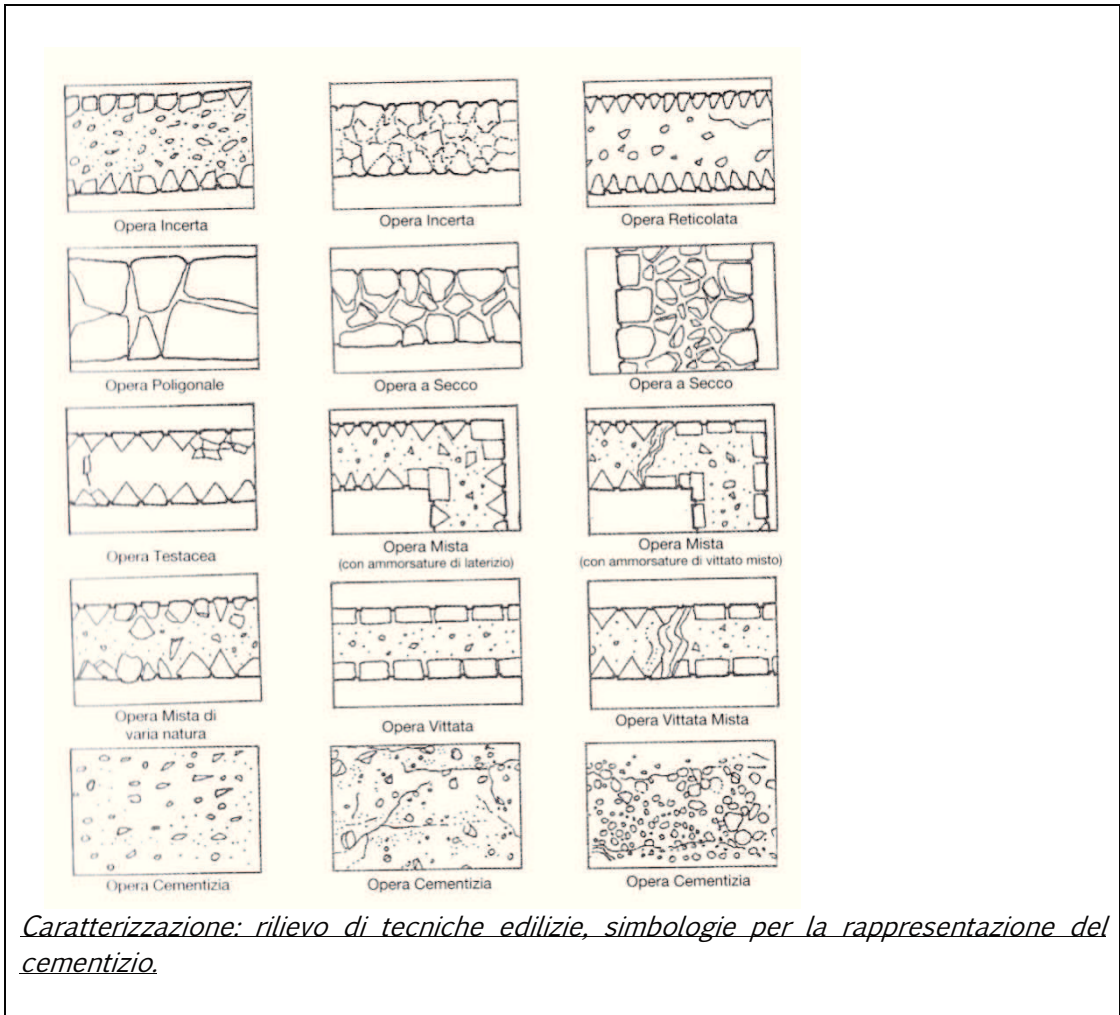 Opera Incerta
Opera Incerta
Opera Reticolata
Opera Poligonale
Opera a Secco
Opera a Secco
Opera Testacea
Opera Mista
(con ammorsature di laterizio)
Opera Mista
(con ammorsature di vittato misto)
Opera Mista di
varia natura
Opera Vittata
Opera Vittata Mista
Opera Cementizia
Opera Cementizia
Opera Cementizia
Caratterizzazione: rilievo di tecniche edilizie, simbologie per la rappresentazione del
cementizio.